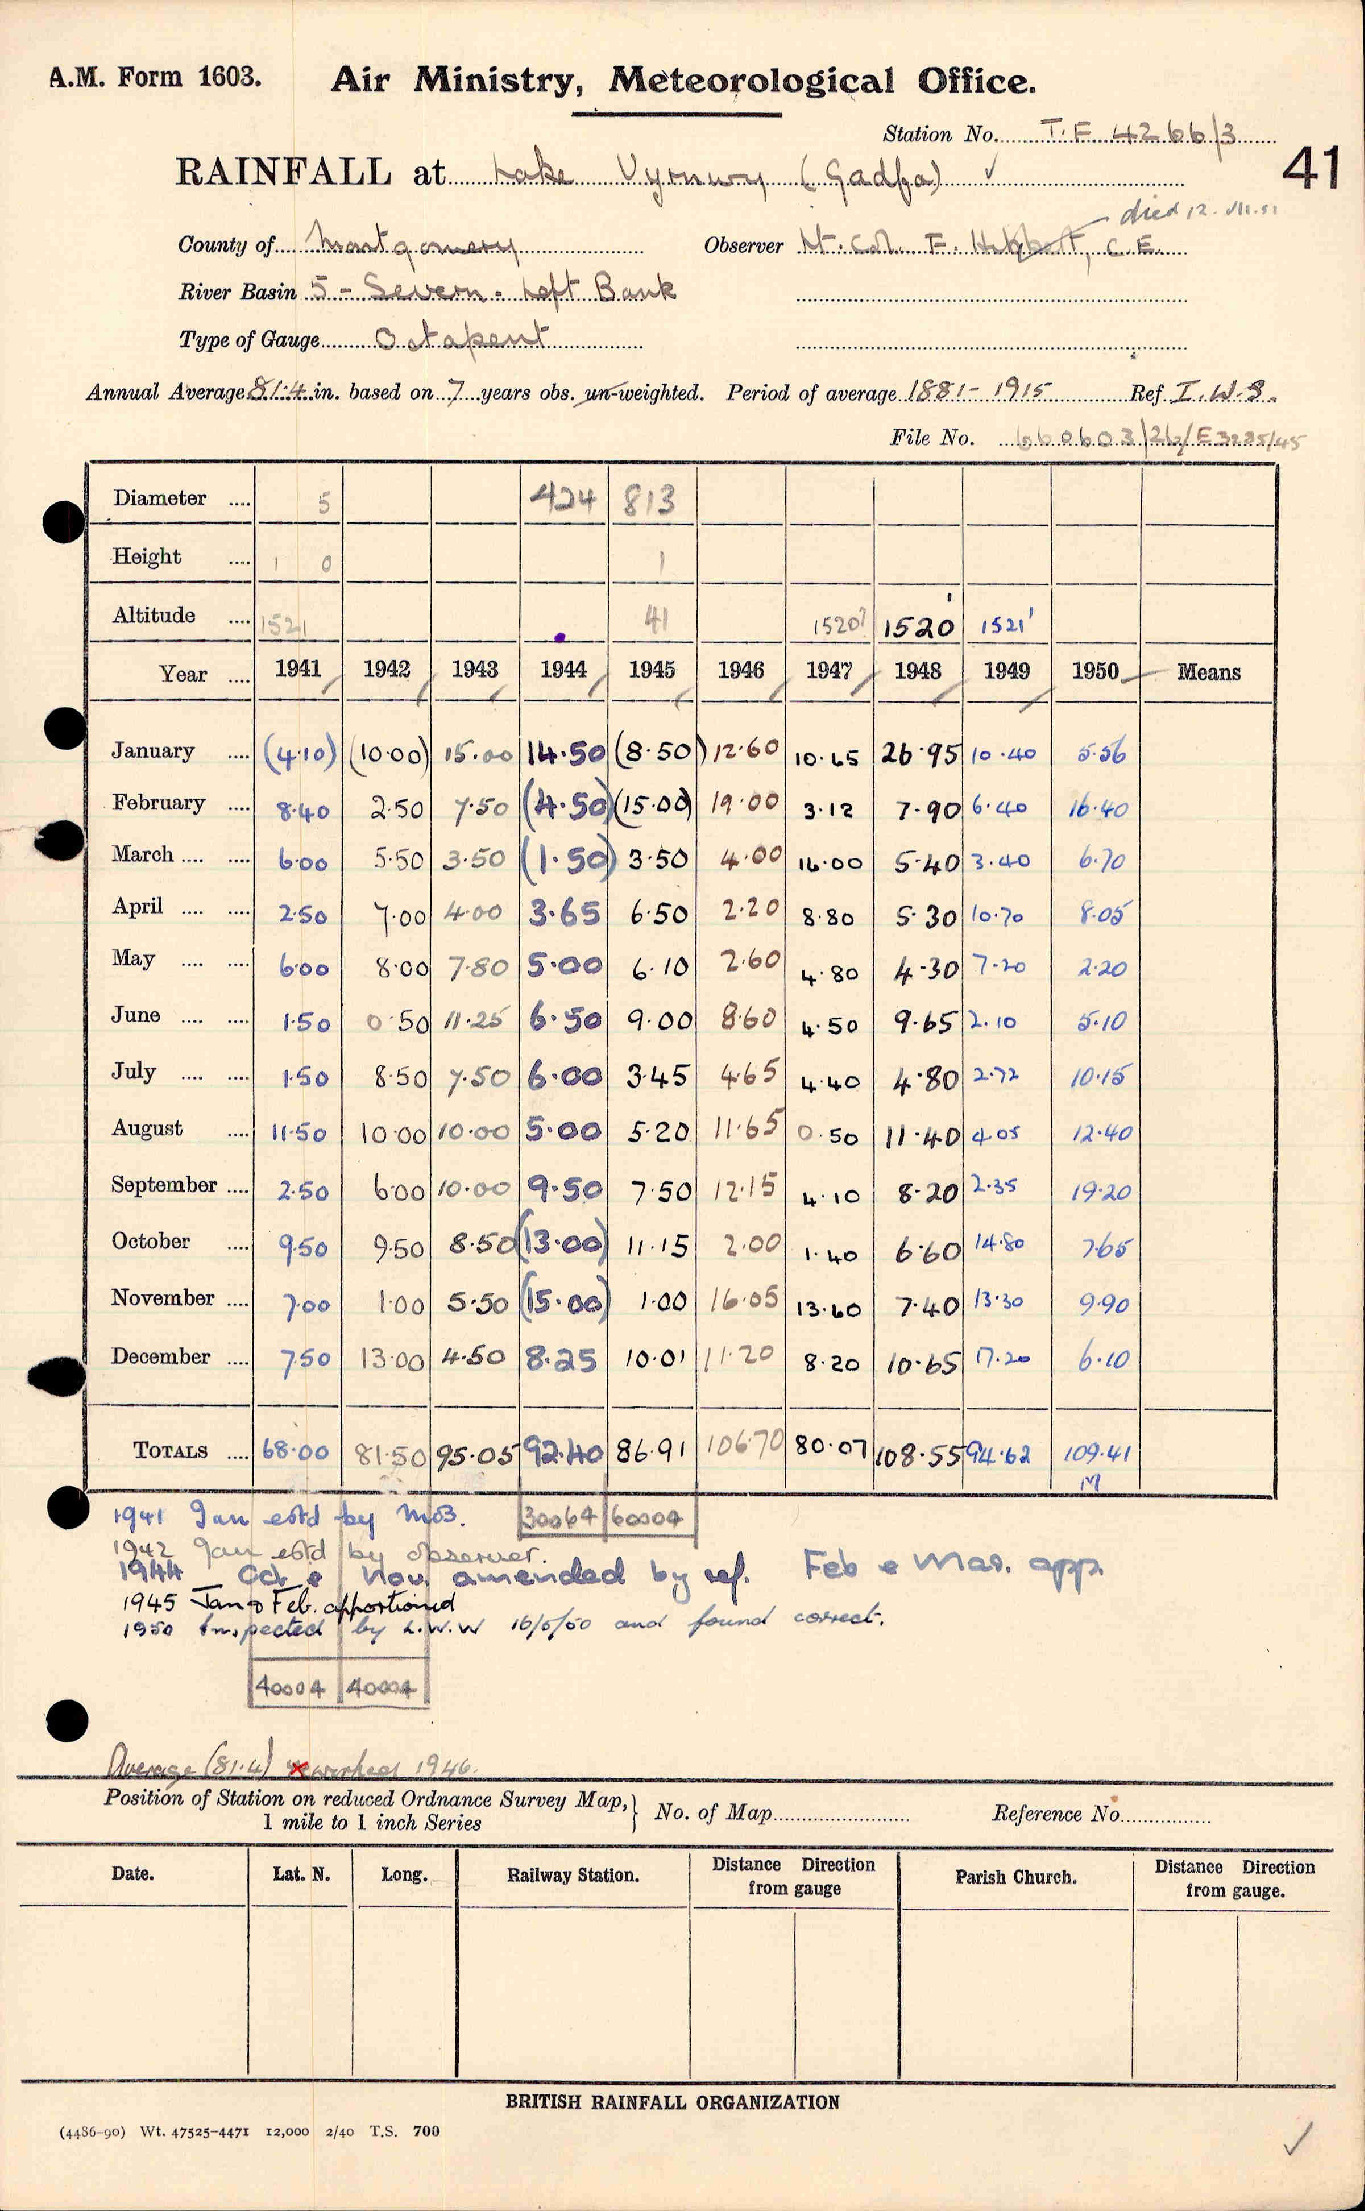 A.M. Form 1603. Air Ministry, Meteorological Office.
Station No. T.F. 4266/3
41
RAINFALL at Lake Vyrnwy (Gadfa) ✓
died 12.VII.51
County of Montgomery Observer Lt. Col. F. Hibbert, C.E.
River Basin 5 - Severn. Left Bank
Type of Gauge Octapent
Annual Average 81.4 in. based on 7 years obs. un-weighted. Period of average 1881-1915 Ref. I.W.S.
File No. 660603/26/E3285/45
Diameter .... 5 424 813
Height .... 1 0 1
Altitude .... 1521 41 1520? 1520' 1521'
Year .... 1941 1942 1943 1944 1945 1946 1947 1948 1949 1950 Means
January .... (4.10) (10.00) 15.00 14.50 (8.50) 12.60 10.65 26.95 10.40 5.56
February .... 8.40 2.50 7.50 (4.50) (15.00) 19.00 3.12 7.90 6.40 16.40
March .... .... 6.00 5.50 3.50 (1.50) 3.50 4.00 16.00 5.40 3.40 6.70
April .... .... 2.50 7.00 4.00 3.65 6.50 2.20 8.80 5.30 10.70 8.05
May .... .... 6.00 8.00 7.80 5.00 6.10 2.60 4.80 4.30 7.20 2.20
June .... .... 1.50 0.50 11.25 6.50 9.00 8.60 4.50 9.65 2.10 5.10
July .... .... 1.50 8.50 7.50 6.00 3.45 4.65 4.40 4.80 2.72 10.15
August .... 11.50 10.00 10.00 5.00 5.20 11.65 0.50 11.40 4.05 12.40
September .... 2.50 6.00 10.00 9.50 7.50 12.15 4.10 8.20 2.35 19.20
October .... 9.50 9.50 8.50 (13.00) 11.15 2.00 1.40 6.60 14.80 7.65
November .... 7.00 1.00 5.50 (15.00) 1.00 16.05 13.60 7.40 13.30 9.90
December .... 7.50 13.00 4.50 8.25 10.01 11.20 8.20 10.65 17.20 6.10
TOTALS .... 68.00 81.50 95.05 92.40 86.91 106.70 80.07 108.55 94.62 109.41
M
30064 60004
1941 Jan estd by MoB.
1942 Jan estd by observer.
1944 Oct & Nov. amended by ref. Feb & Mar. app.
1945 Jan & Feb. apportioned
1950 Inspected by L.W.W 16/5/50 and found correct.
40004 40004
Average (81.4) reworked 1946.
Position of Station on reduced Ordnance Survey Map, 1 mile to 1 inch Series } No. of Map Reference No.
Date. Lat. N. Long. Railway Station. Distance Direction from gauge Parish Church. Distance Direction from gauge.
BRITISH RAINFALL ORGANIZATION
(4486-90) Wt. 47525-4471 12,000 2/40 T.S. 700
✓